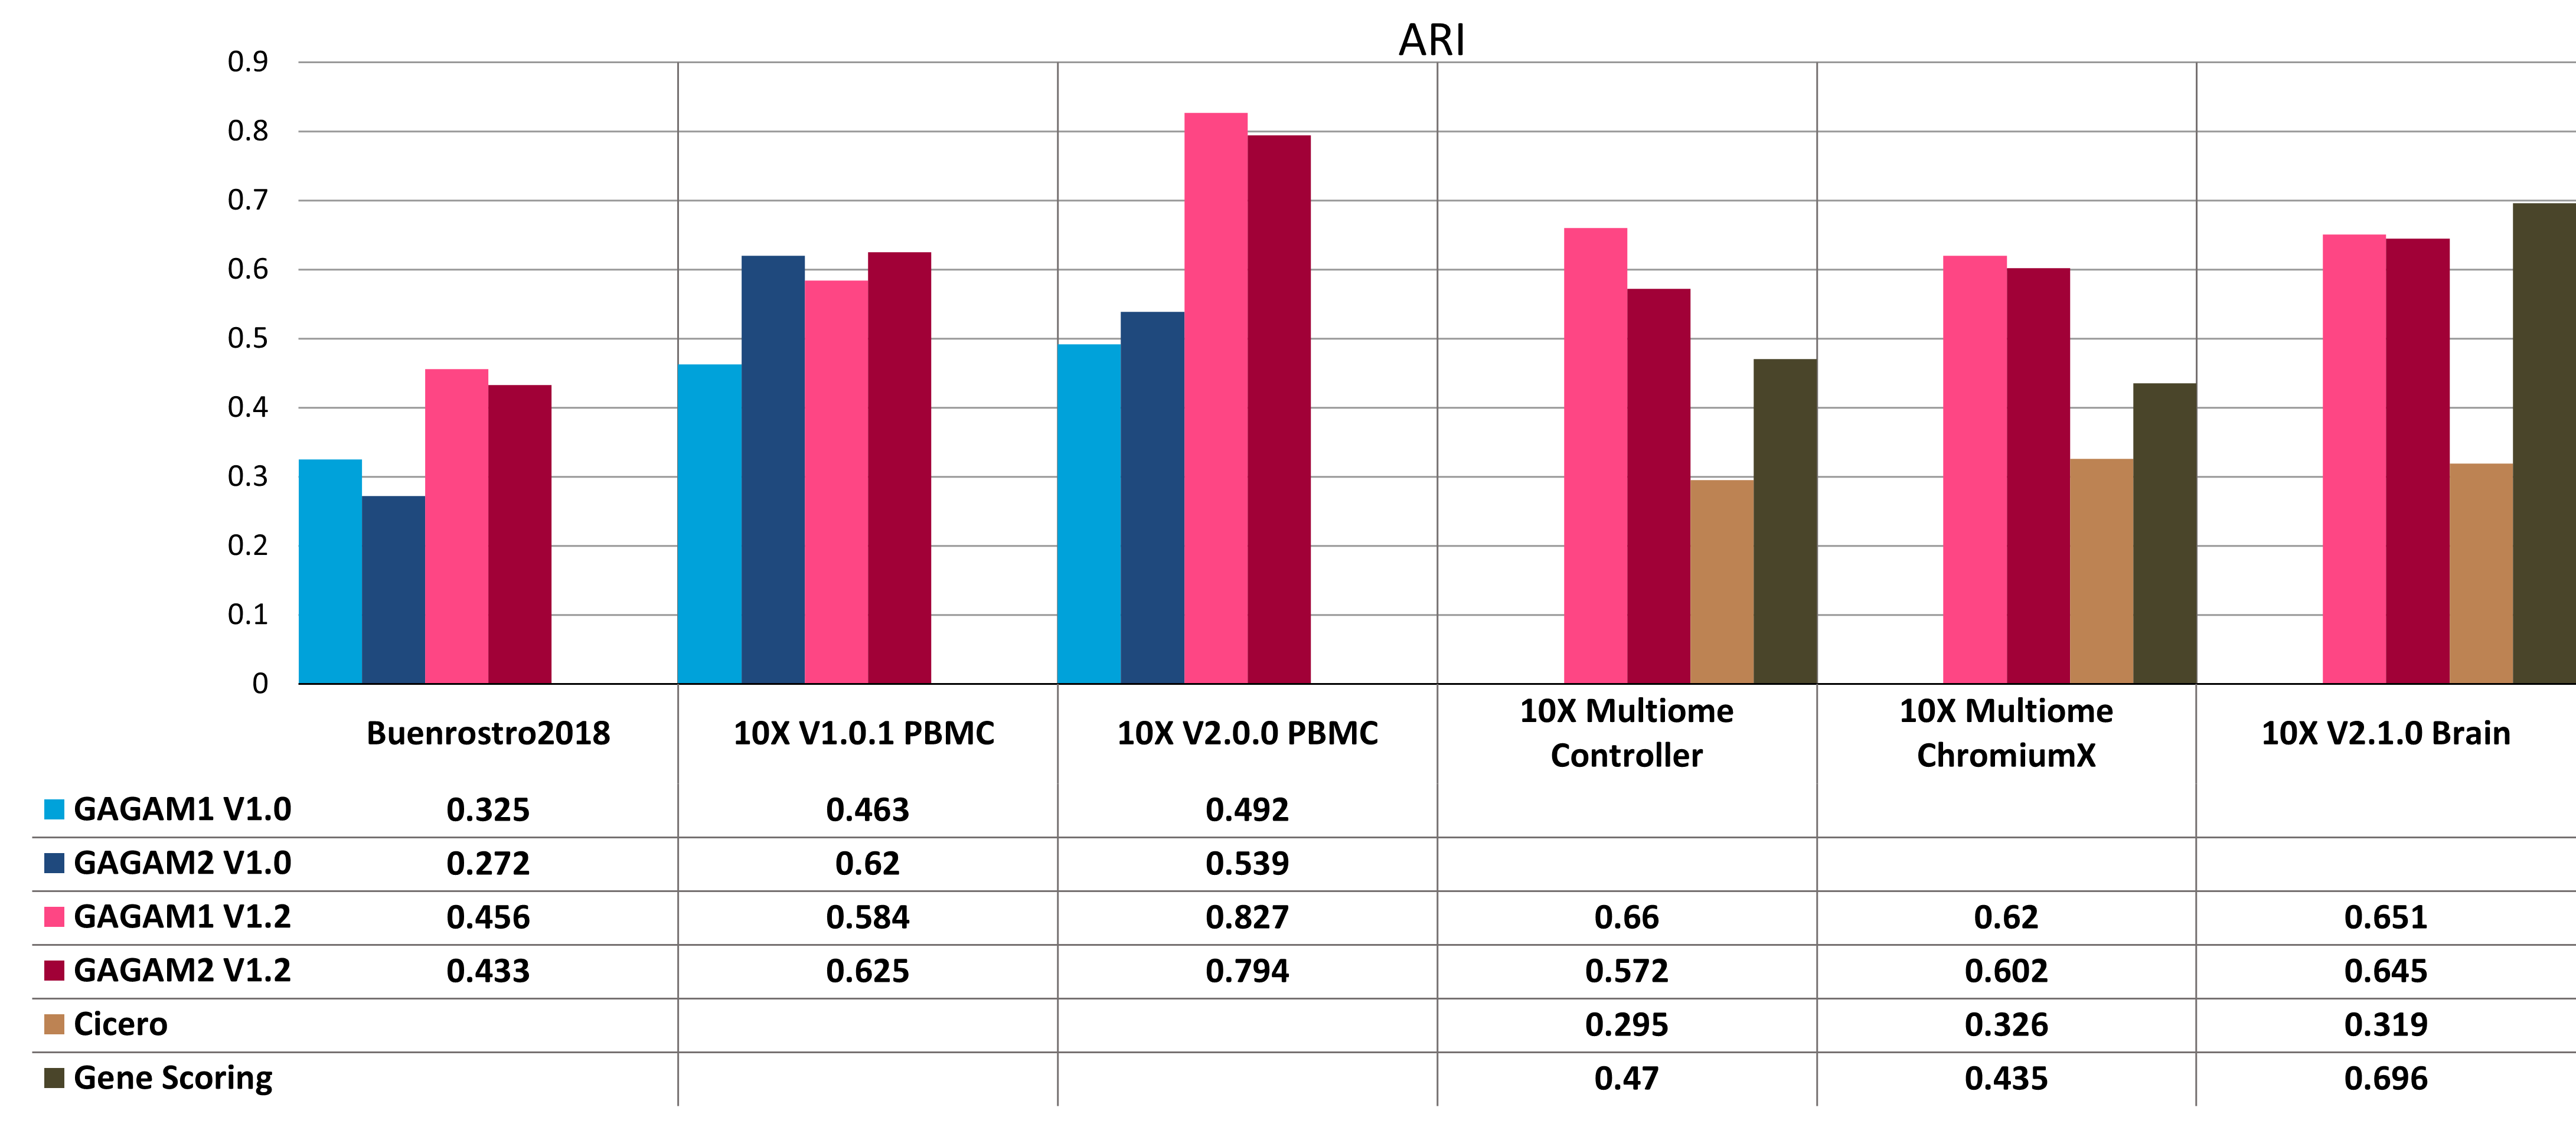 ARI
0.9
0.8
0.7
0.6
0.5
0.4
0.3
0.2
0.1
0
Buenrostro2018 10X V1.0.1 PBMC 10X V2.0.0 PBMC 10X Multiome Controller 10X Multiome ChromiumX 10X V2.1.0 Brain
GAGAM1 V1.0 0.325 0.463 0.492
GAGAM2 V1.0 0.272 0.62 0.539
GAGAM1 V1.2 0.456 0.584 0.827 0.66 0.62 0.651
GAGAM2 V1.2 0.433 0.625 0.794 0.572 0.602 0.645
Cicero 0.295 0.326 0.319
Gene Scoring 0.47 0.435 0.696